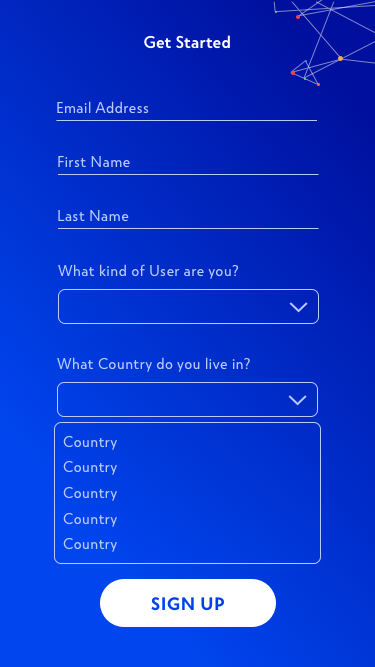 Get Started
Email Address
First Name
Last Name
What kind of User are you?
What Country do you live in?
Country
Country
Country
Country
Country
SIGN UP